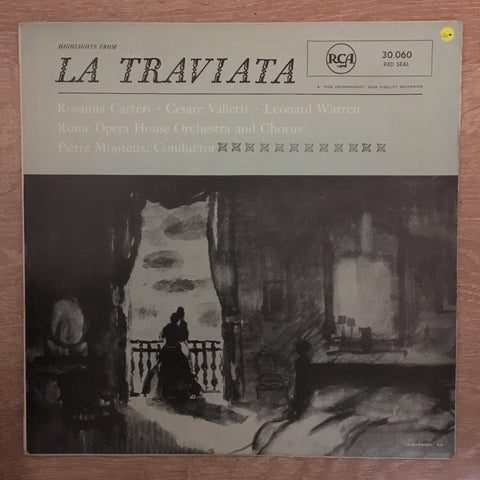 HIGHLIGHTS FROM
LA TRAVIATA
RCA
30,060
RED SEAL
A "NEW ORTHOPHONIC" HIGH FIDELITY RECORDING
Rosanna Carteri · Cesare Valletti · Leonard Warren
Rome Opera House Orchestra and Chorus
Pierre Monteux, Conductor